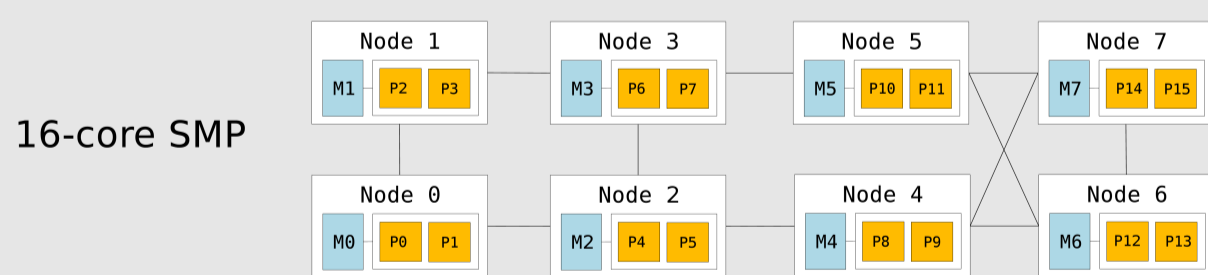 16-core SMP
Node 1
M1 P2 P3
Node 3
M3 P6 P7
Node 5
M5 P10 P11
Node 7
M7 P14 P15
Node 0
M0 P0 P1
Node 2
M2 P4 P5
Node 4
M4 P8 P9
Node 6
M6 P12 P13